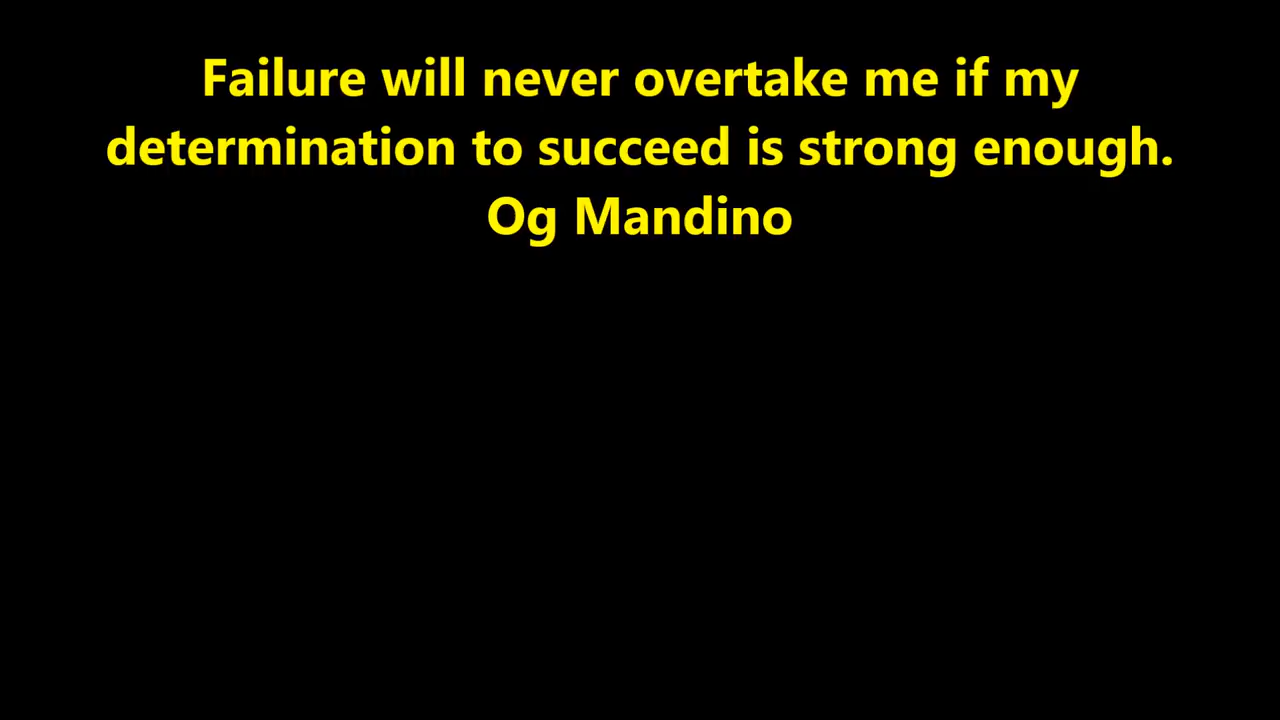 Failure will never overtake me if my
determination to succeed is strong enough.
Og Mandino